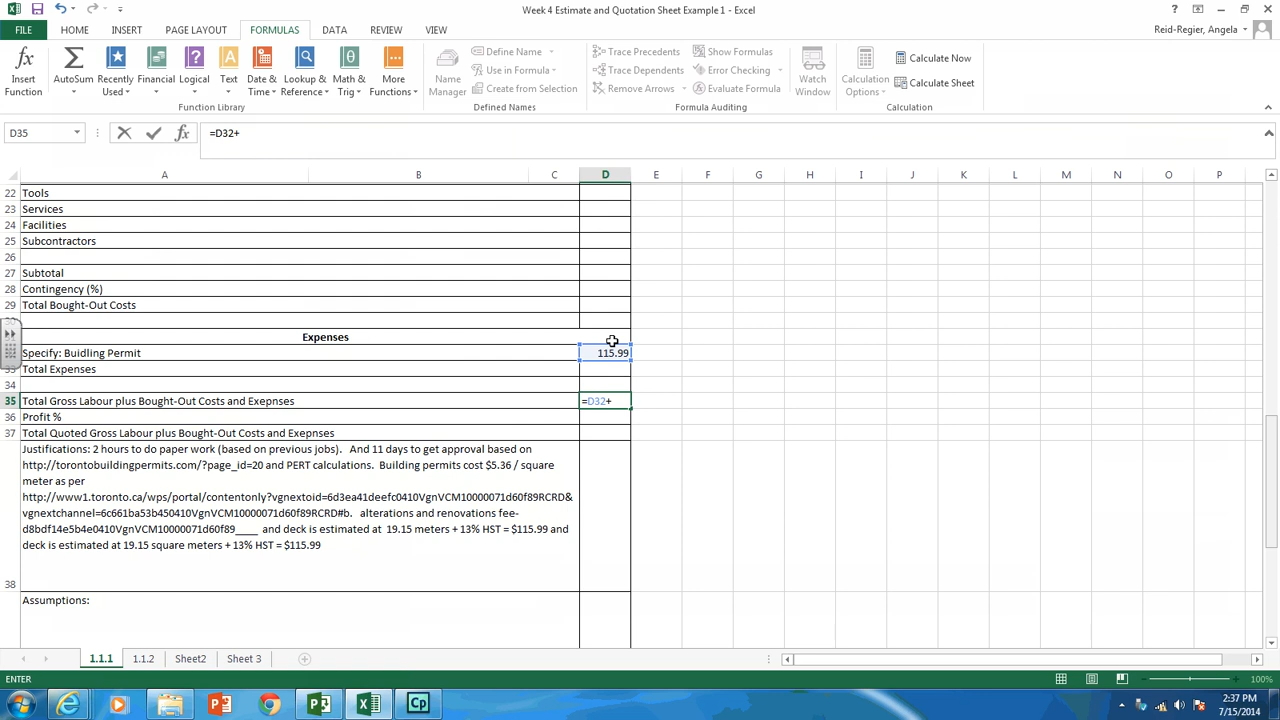 Week 4 Estimate and Quotation Sheet Example 1 - Excel
FILE HOME INSERT PAGE LAYOUT FORMULAS DATA REVIEW VIEW Reid-Regier, Angela
fx Insert Function
Σ AutoSum
Recently Used
Financial
Logical
Text
Date & Time
Lookup & Reference
Math & Trig
More Functions
Function Library
Name Manager
Define Name
Use in Formula
Create from Selection
Defined Names
Trace Precedents
Trace Dependents
Remove Arrows
Show Formulas
Error Checking
Evaluate Formula
Formula Auditing
Watch Window
Calculation Options
Calculate Now
Calculate Sheet
Calculation
D35 fx =D32+
A B C D E F G H I J K L M N O P
22 Tools
23 Services
24 Facilities
25 Subcontractors
26
27 Subtotal
28 Contingency (%)
29 Total Bought-Out Costs
30
Expenses
Specify: Buidling Permit 115.99
33 Total Expenses
34
35 Total Gross Labour plus Bought-Out Costs and Exepnses =D32+
36 Profit %
37 Total Quoted Gross Labour plus Bought-Out Costs and Exepnses
Justifications: 2 hours to do paper work (based on previous jobs).   And 11 days to get approval based on
http://torontobuildingpermits.com/?page_id=20 and PERT calculations.  Building permits cost $5.36 / square
meter as per
http://www1.toronto.ca/wps/portal/contentonly?vgnextoid=6d3ea41deefc0410VgnVCM10000071d60f89RCRD&
vgnextchannel=6c661ba53b450410VgnVCM10000071d60f89RCRD#b.   alterations and renovations fee-
d8bdf14e5b4e0410VgnVCM10000071d60f89____  and deck is estimated at  19.15 meters + 13% HST = $115.99 and
deck is estimated at 19.15 square meters + 13% HST = $115.99
38
Assumptions:
1.1.1 1.1.2 Sheet2 Sheet 3
ENTER 100%
2:37 PM
7/15/2014